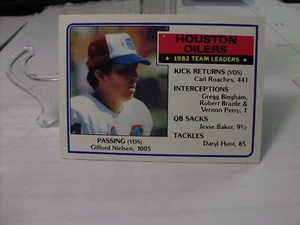 HOUSTON
OILERS
1982 TEAM LEADERS
KICK RETURNS (YDS)
Carl Roaches, 441
INTERCEPTIONS
Gregg Bingham,
Robert Brazile &
Vernon Perry, 1
QB SACKS
Jesse Baker, 9½
TACKLES
Daryl Hunt, 85
PASSING (YDS)
Gifford Nielsen, 1005